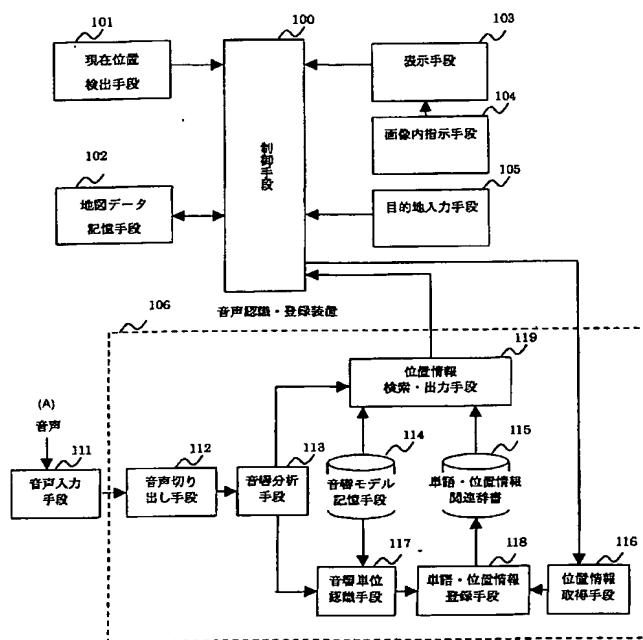 101
現在位置
検出手段
100
制御手段
103
表示手段
104
画像内指示手段
102
地図データ
記憶手段
105
目的地入力手段
106
音声認識・登録装置
119
位置情報
検索・出力手段
(A)
音声
111
音声入力
手段
112
音声切り
出し手段
113
音響分析
手段
114
音響モデル
記憶手段
115
単語・位置情報
関連辞書
117
音響単位
認識手段
118
単語・位置情報
登録手段
116
位置情報
取得手段